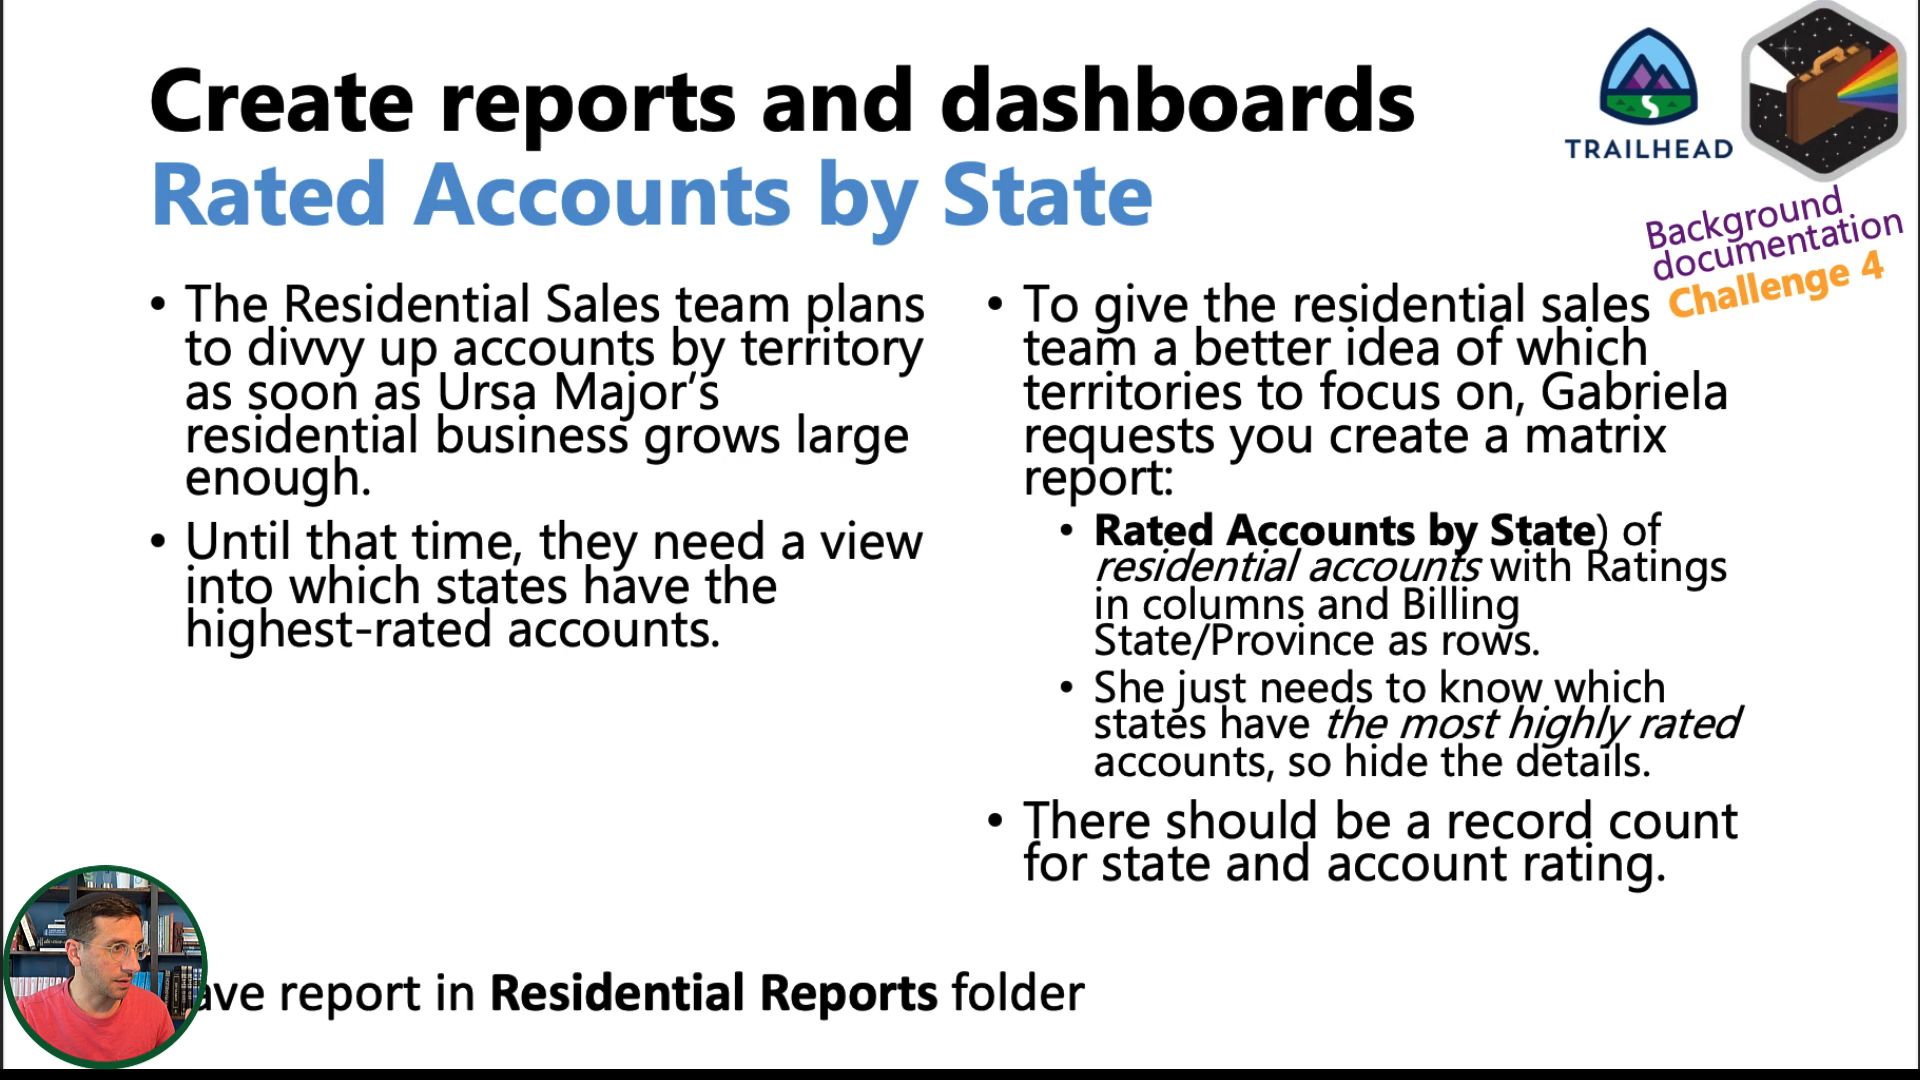 Create reports and dashboards
Rated Accounts by State
TRAILHEAD
Background
documentation
Challenge 4
• The Residential Sales team plans
to divvy up accounts by territory
as soon as Ursa Major’s
residential business grows large
enough.
• Until that time, they need a view
into which states have the
highest-rated accounts.
• To give the residential sales
team a better idea of which
territories to focus on, Gabriela
requests you create a matrix
report:
• Rated Accounts by State) of
residential accounts with Ratings
in columns and Billing
State/Province as rows.
• She just needs to know which
states have the most highly rated
accounts, so hide the details.
• There should be a record count
for state and account rating.
ave report in Residential Reports folder